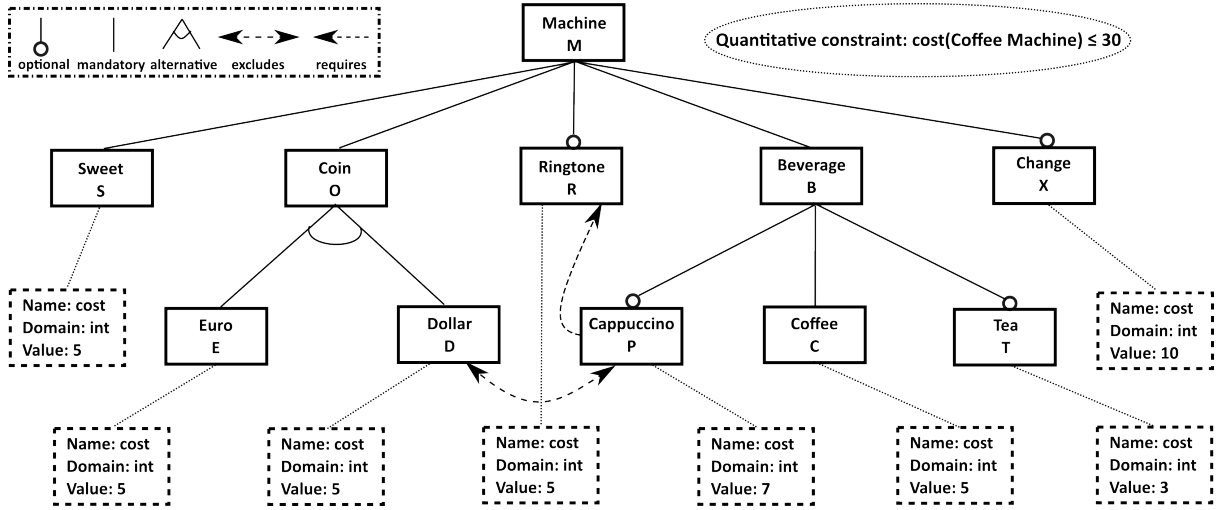 optional mandatory alternative excludes requires
Machine
M
Quantitative constraint: cost(Coffee Machine) ≤ 30
Sweet
S
Coin
O
Ringtone
R
Beverage
B
Change
X
Name: cost
Domain: int
Value: 5
Euro
E
Dollar
D
Cappuccino
P
Coffee
C
Tea
T
Name: cost
Domain: int
Value: 10
Name: cost
Domain: int
Value: 5
Name: cost
Domain: int
Value: 5
Name: cost
Domain: int
Value: 5
Name: cost
Domain: int
Value: 7
Name: cost
Domain: int
Value: 5
Name: cost
Domain: int
Value: 3